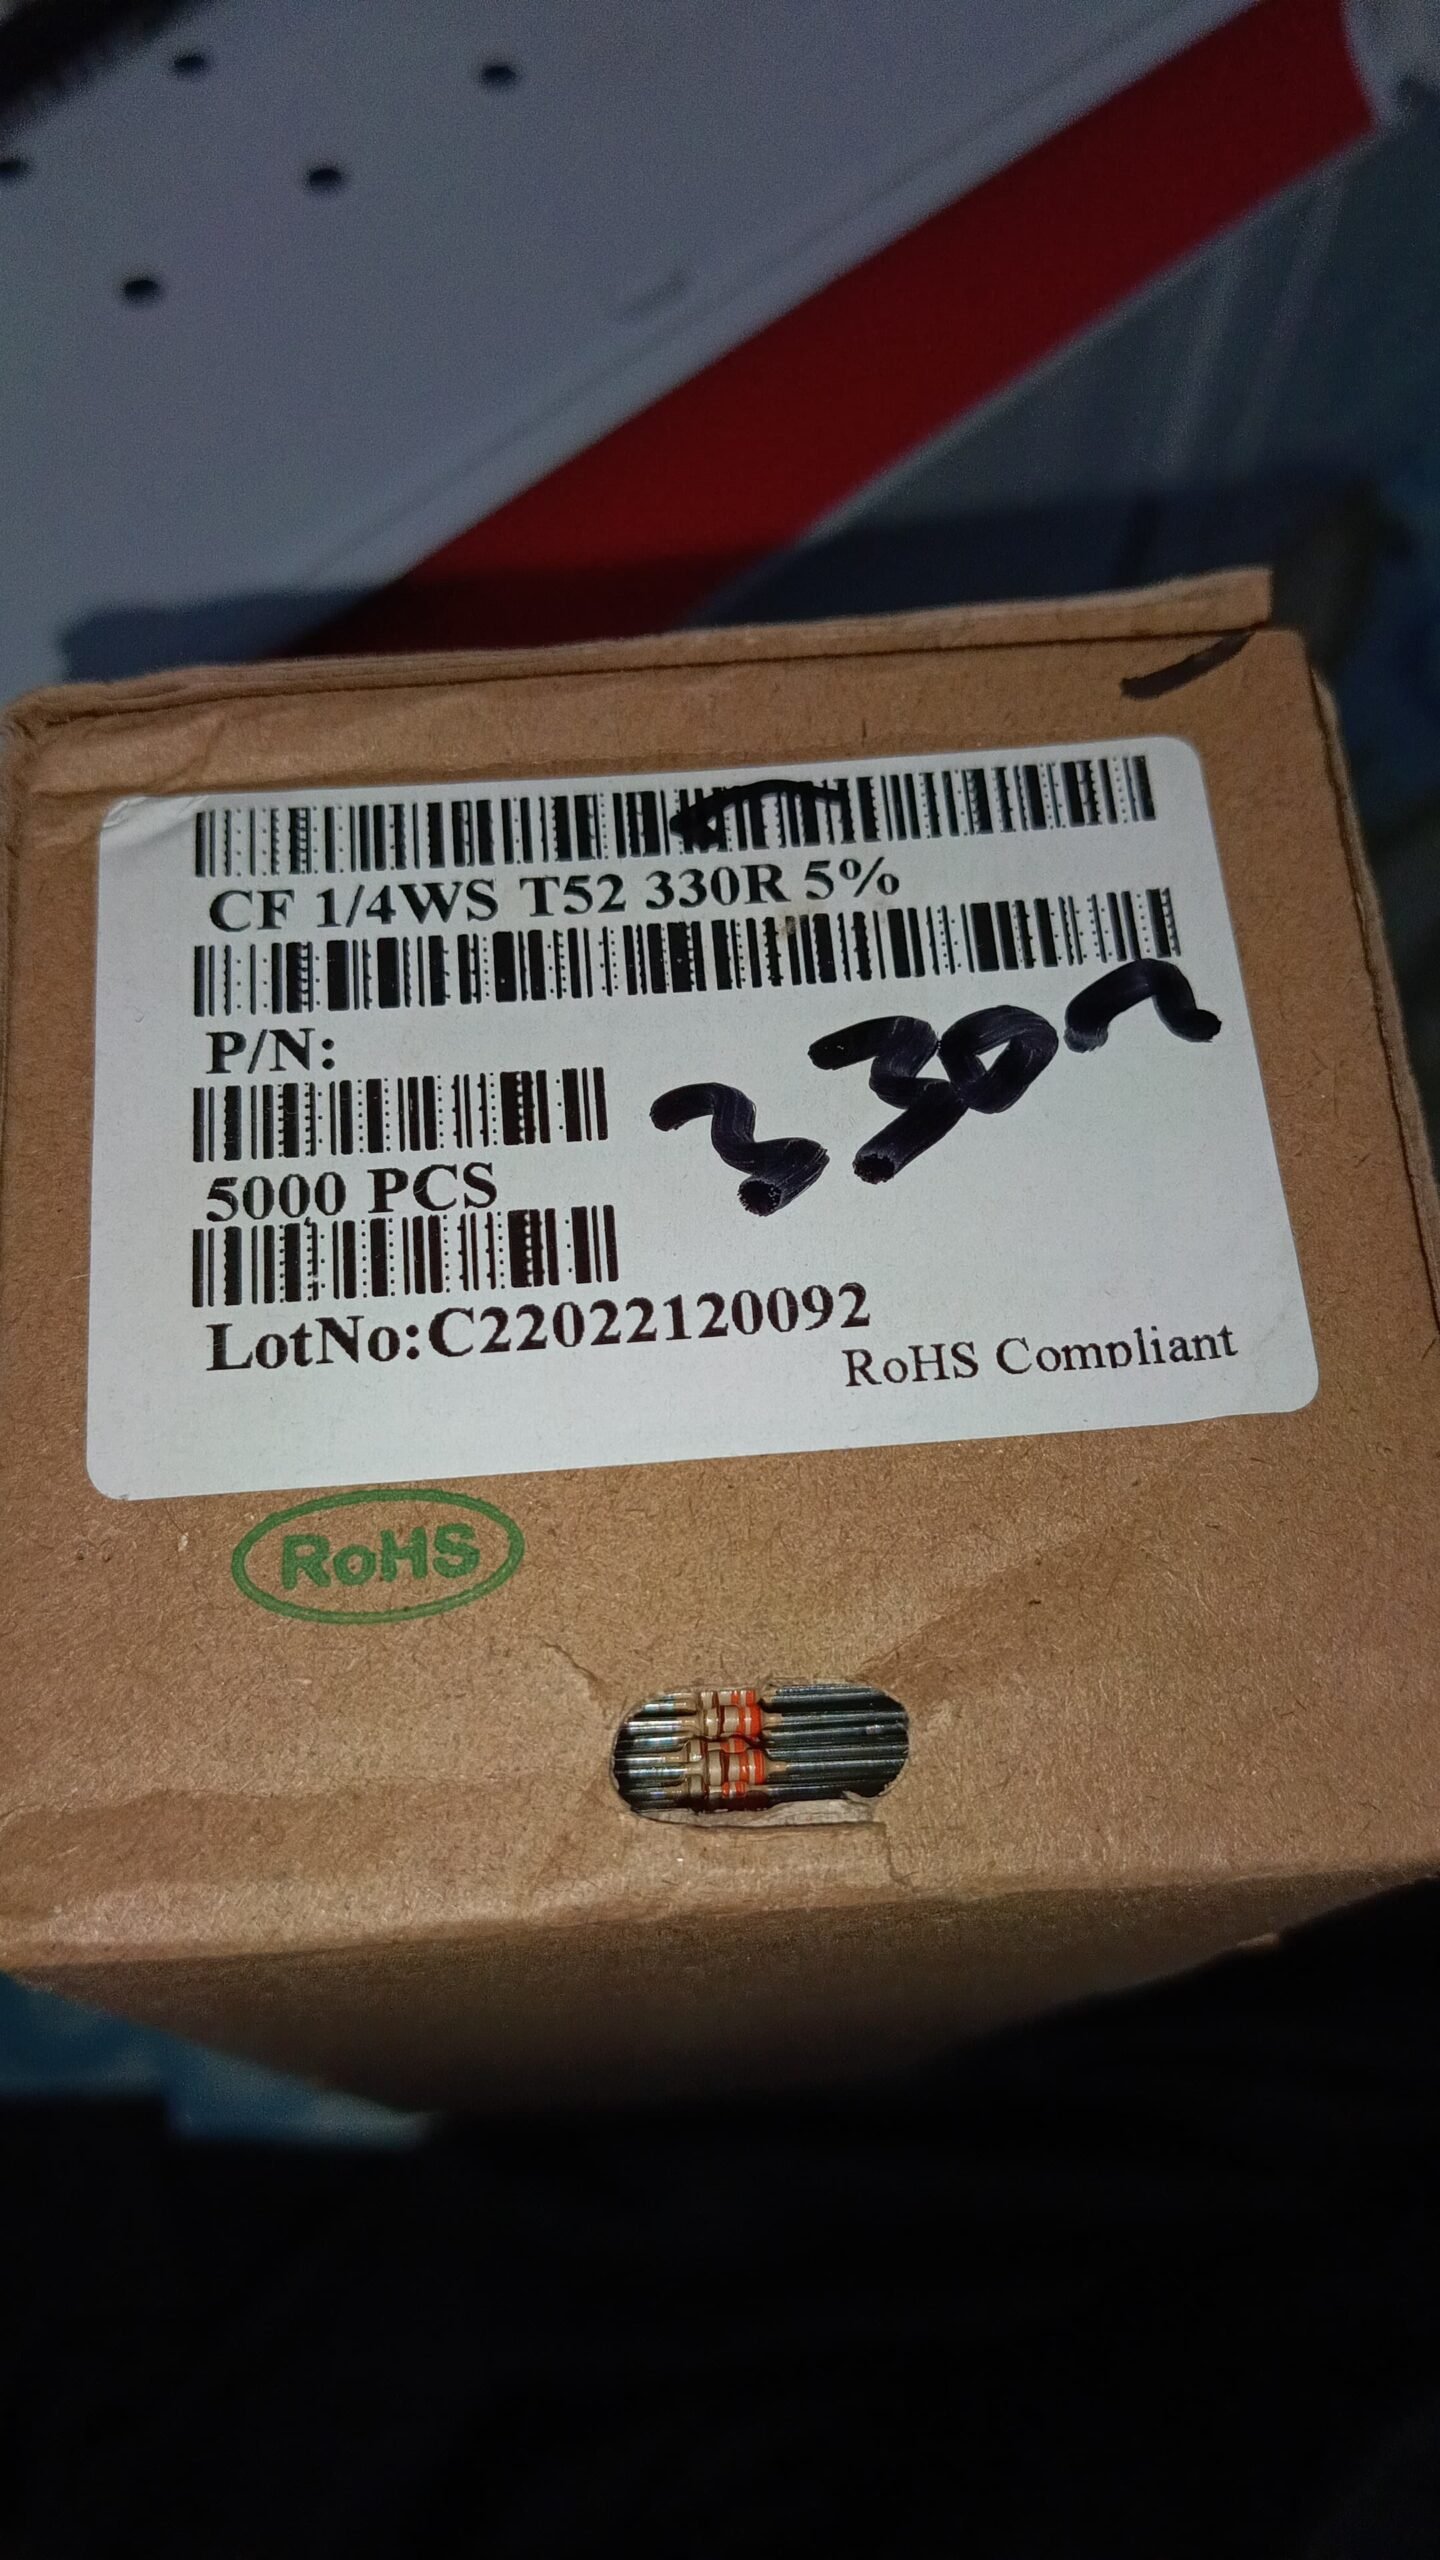 CF 1/4WS T52 330R 5%
P/N:
330Ω
5000 PCS
LotNo:C22022120092
RoHS Compliant
RoHS